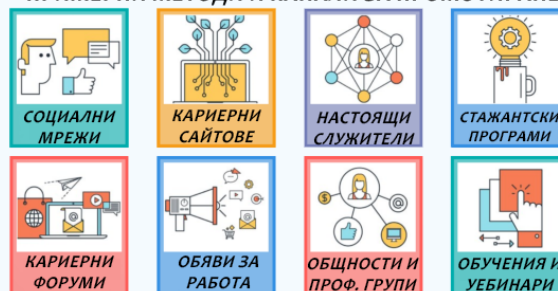 СОЦИАЛНИ
МРЕЖИ
КАРИЕРНИ
САЙТОВЕ
НАСТОЯЩИ
СЛУЖИТЕЛИ
СТАЖАНТСКИ
ПРОГРАМИ
КАРИЕРНИ
ФОРУМИ
ОБЯВИ ЗА
РАБОТА
ОБЩНОСТИ И
ПРОФ. ГРУПИ
ОБУЧЕНИЯ И
УЕБИНАРИ